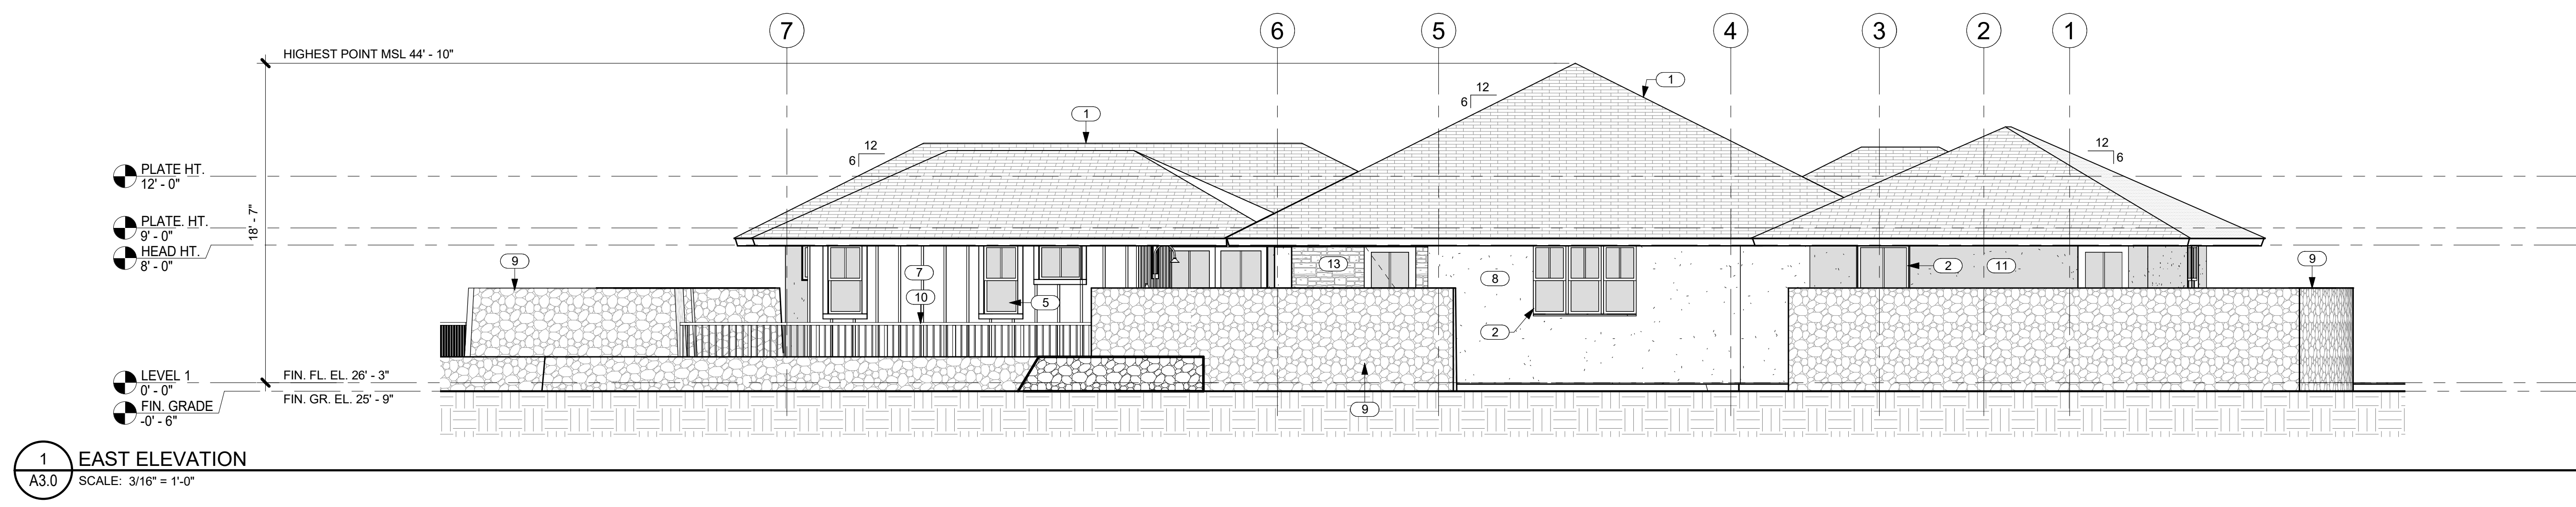 7
6
5
4
3
2
1
HIGHEST POINT MSL 44' - 10"
12
6
1
1
12
6
12
6
PLATE HT.
12' - 0"
18' - 7"
PLATE. HT.
9' - 0"
HEAD HT.
8' - 0"
9
7
10
5
13
8
2
2
11
9
9
LEVEL 1
0' - 0"
FIN. FL. EL. 26' - 3"
FIN. GR. EL. 25' - 9"
FIN. GRADE
-0' - 6"
1
A3.0
EAST ELEVATION
SCALE: 3/16" = 1'-0"